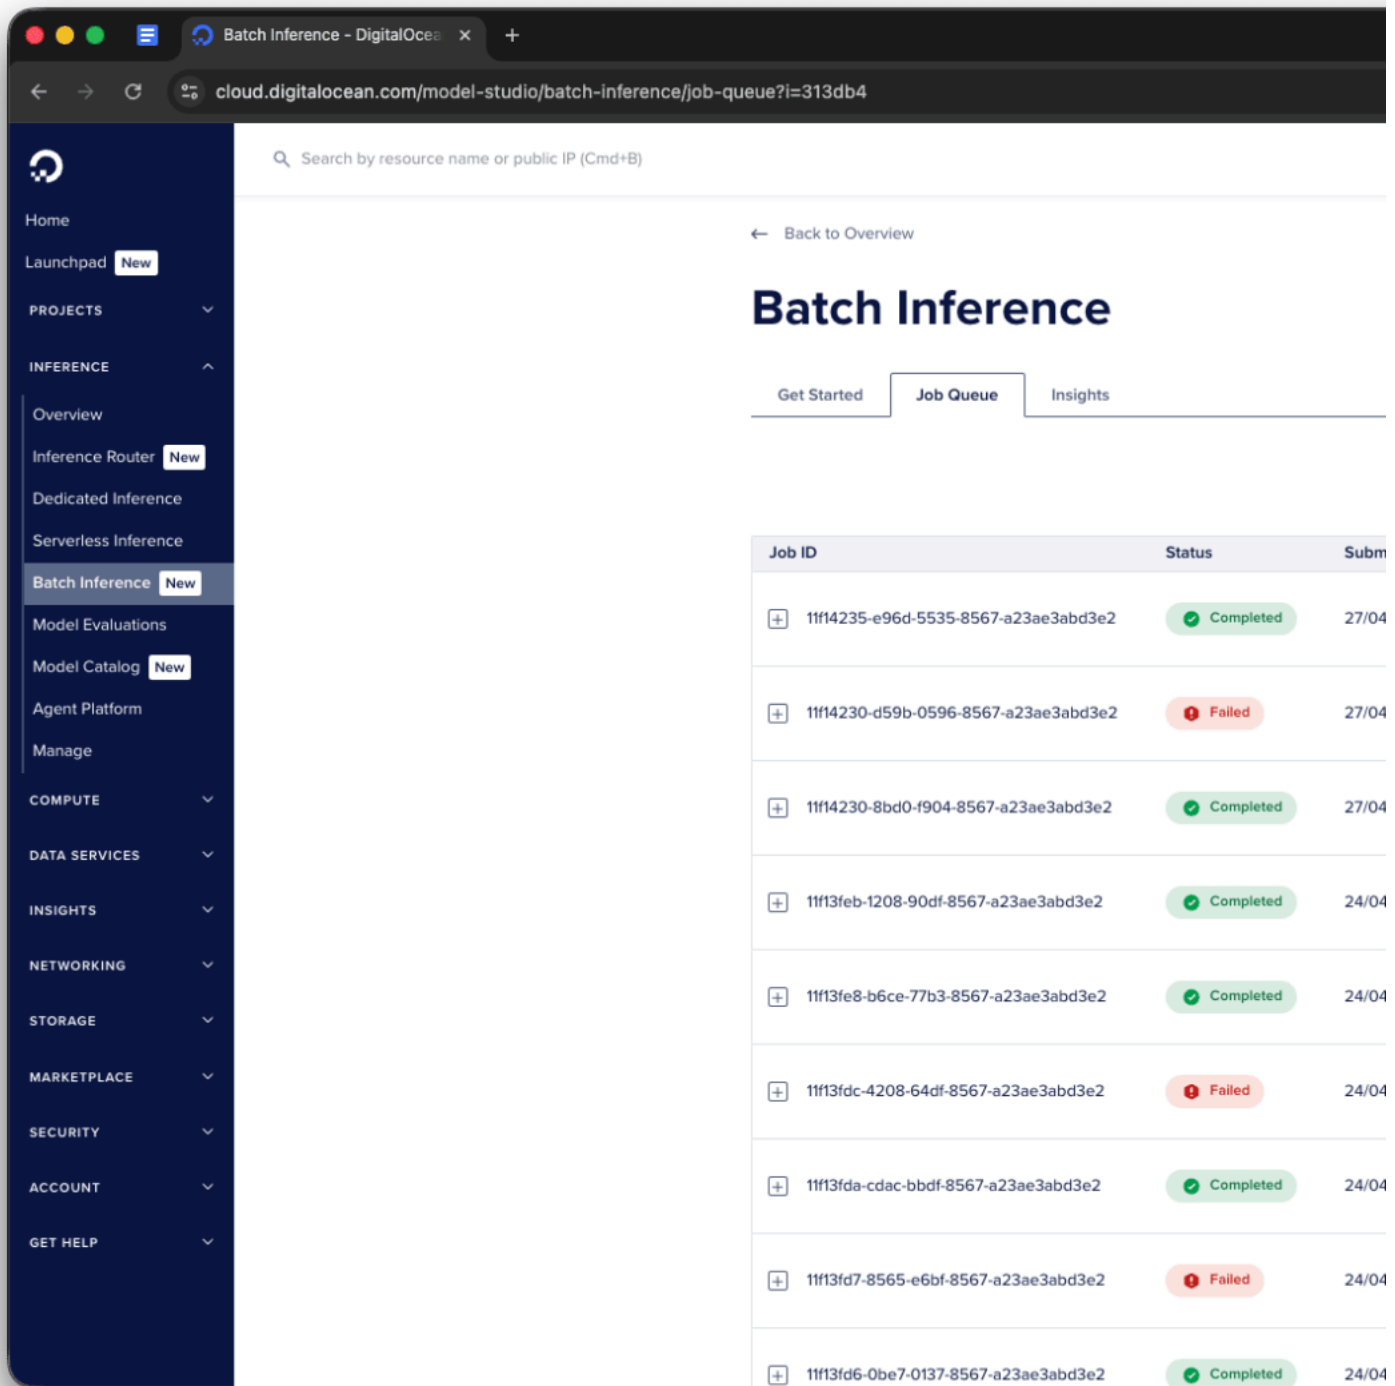 Batch Inference - DigitalOcea
cloud.digitalocean.com/model-studio/batch-inference/job-queue?i=313db4
Search by resource name or public IP (Cmd+B)
Home
Launchpad New
PROJECTS
INFERENCE
Overview
Inference Router New
Dedicated Inference
Serverless Inference
Batch Inference New
Model Evaluations
Model Catalog New
Agent Platform
Manage
COMPUTE
DATA SERVICES
INSIGHTS
NETWORKING
STORAGE
MARKETPLACE
SECURITY
ACCOUNT
GET HELP
Back to Overview
Batch Inference
Get Started Job Queue Insights
Job ID Status Subm
11f14235-e96d-5535-8567-a23ae3abd3e2 Completed 27/04
11f14230-d59b-0596-8567-a23ae3abd3e2 Failed 27/04
11f14230-8bd0-f904-8567-a23ae3abd3e2 Completed 27/04
11f13feb-1208-90df-8567-a23ae3abd3e2 Completed 24/04
11f13fe8-b6ce-77b3-8567-a23ae3abd3e2 Completed 24/04
11f13fdc-4208-64df-8567-a23ae3abd3e2 Failed 24/04
11f13fda-cdac-bbdf-8567-a23ae3abd3e2 Completed 24/04
11f13fd7-8565-e6bf-8567-a23ae3abd3e2 Failed 24/04
11f13fd6-0be7-0137-8567-a23ae3abd3e2 Completed 24/04